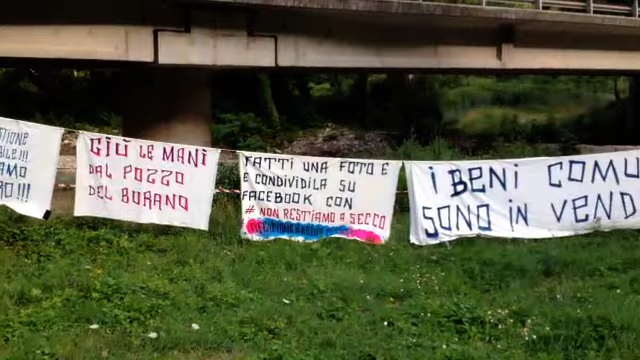 GIÙ LE MANI
DAL POZZO
DEL BURANO
FATTI UNA FOTO E
E CONDIVIDILA SU
FACEBOOK CON
# NON RESTIAMO A SECCO
i BENi COMU
SONO iN VEND